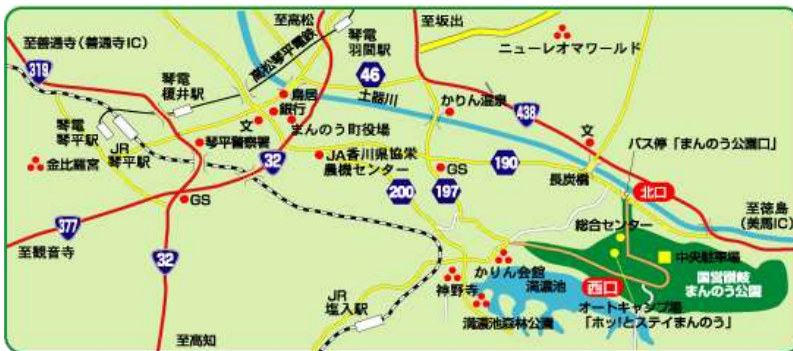 至高松
至坂出
琴電
羽間駅
ニューレオマワールド
至善通寺(善通寺IC)
高松琴平電鉄
319
琴電
榎井駅
46
土器川
かりん温泉
438
鳥居
銀行
文
まんのう町役場
文
バス停「まんのう公園口」
琴電
琴平駅
JR
琴平駅
琴平警察署
32
JA香川県協栄
農機センター
190
金比羅宮
GS
長炭橋
北口
200
197
GS
至徳島
(美馬IC)
377
総合センター
至観音寺
32
かりん会館
中央駐車場
神野寺
満濃池
西口
国営讃岐
まんのう公園
JR
塩入駅
満濃池森林公園
オートキャンプ場
「ホッ!とステイまんのう」
至高知